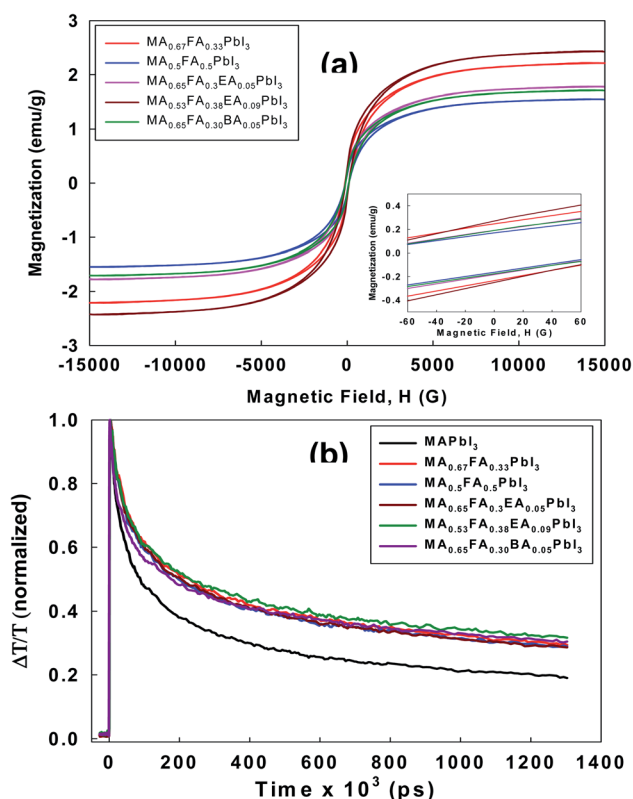 (a)
MA0.67FA0.33PbI3
MA0.5FA0.5PbI3
MA0.65FA0.3EA0.05PbI3
MA0.53FA0.38EA0.09PbI3
MA0.65FA0.30BA0.05PbI3
Magnetization (emu/g)
3
2
1
0
-1
-2
-3
-15000 -10000 -5000 0 5000 10000 15000
Magnetic Field, H (G)
Magnetization (emu/g)
0.4
0.2
0.0
-0.2
-0.4
-60 -40 -20 0 20 40 60
Magnetic Field, H (G)
(b)
MAPbI3
MA0.67FA0.33PbI3
MA0.5FA0.5PbI3
MA0.65FA0.3EA0.05PbI3
MA0.53FA0.38EA0.09PbI3
MA0.65FA0.30BA0.05PbI3
ΔT/T (normalized)
1.0
0.8
0.6
0.4
0.2
0.0
0 200 400 600 800 1000 1200 1400
Time x 10^3 (ps)